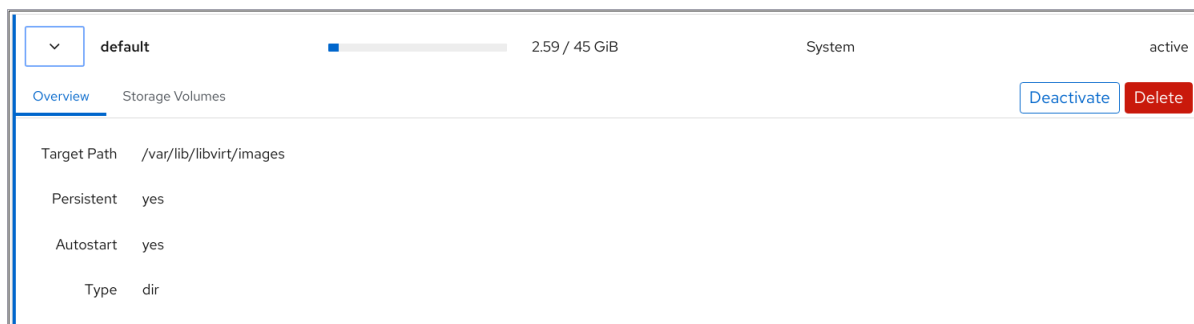 default 2.59 / 45 GiB System active
Overview Storage Volumes Deactivate Delete
Target Path /var/lib/libvirt/images
Persistent yes
Autostart yes
Type dir